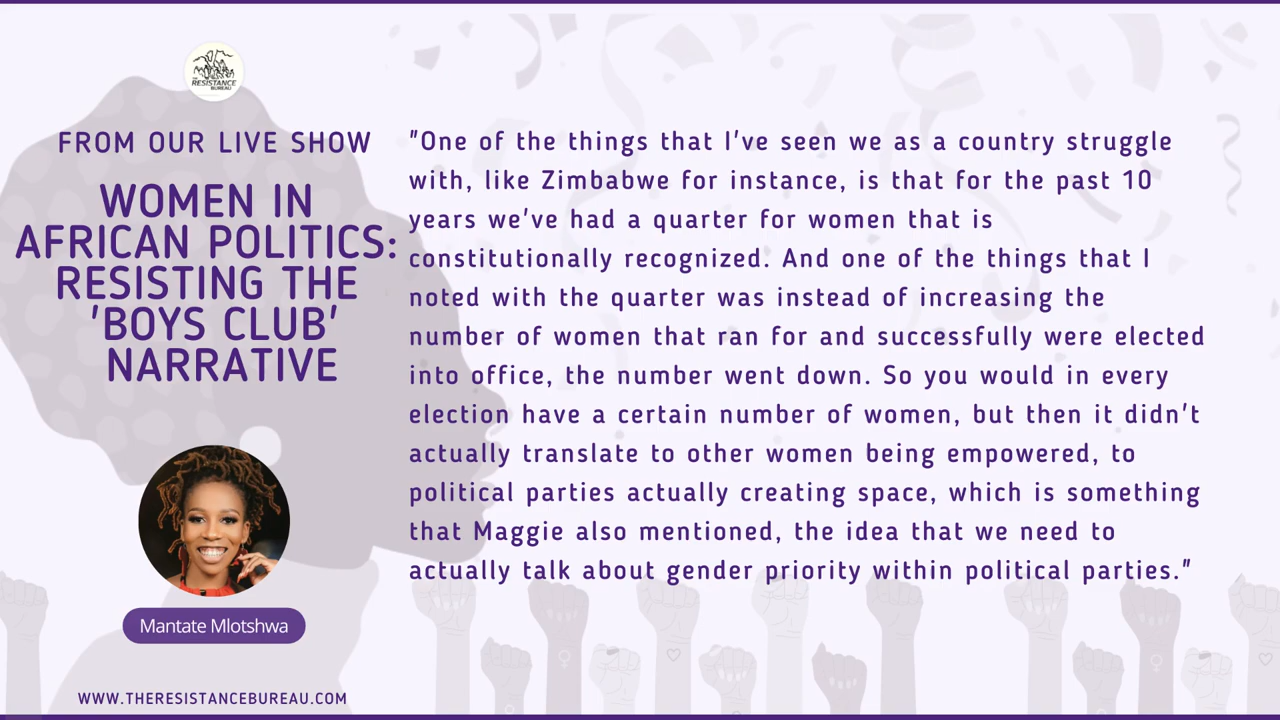 THE
RESISTANCE
BUREAU
FROM OUR LIVE SHOW
WOMEN IN
AFRICAN POLITICS:
RESISTING THE
'BOYS CLUB'
NARRATIVE
Mantate Mlotshwa
WWW.THERESISTANCEBUREAU.COM
"One of the things that I've seen we as a country struggle
with, like Zimbabwe for instance, is that for the past 10
years we've had a quarter for women that is
constitutionally recognized. And one of the things that I
noted with the quarter was instead of increasing the
number of women that ran for and successfully were elected
into office, the number went down. So you would in every
election have a certain number of women, but then it didn't
actually translate to other women being empowered, to
political parties actually creating space, which is something
that Maggie also mentioned, the idea that we need to
actually talk about gender priority within political parties."